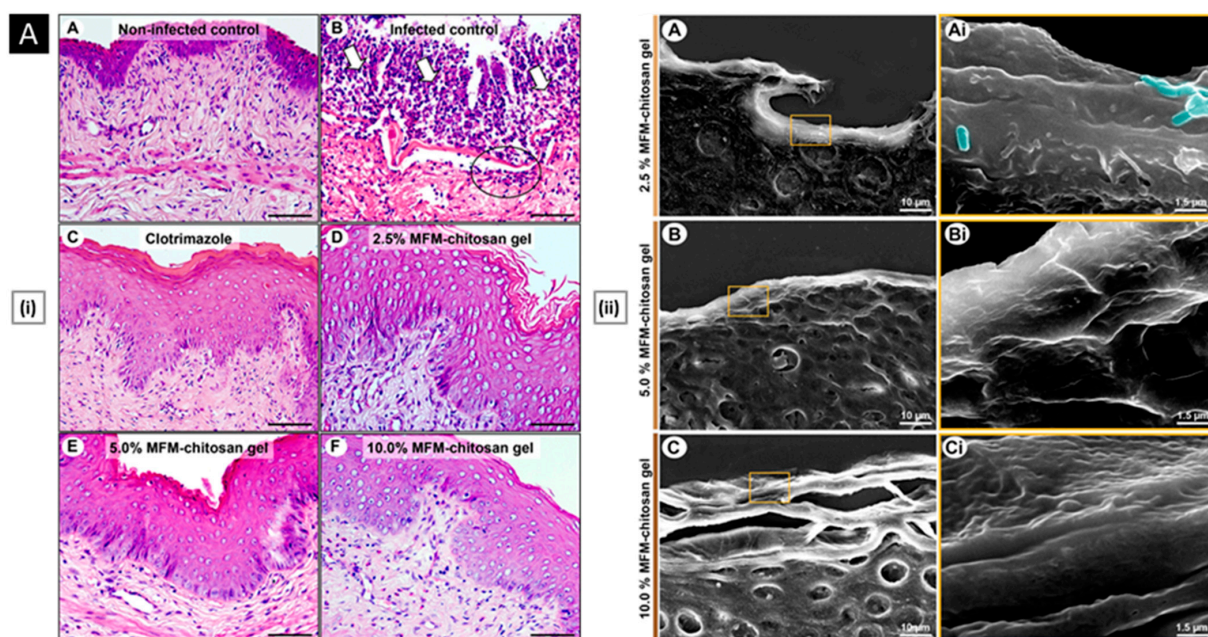 A
(i)
A
Non-infected control
B
Infected control
C
Clotrimazole
D
2.5% MFM-chitosan gel
E
5.0% MFM-chitosan gel
F
10.0% MFM-chitosan gel
(ii)
2.5 % MFM-chitosan gel
A
10 µm
Ai
1.5 µm
5.0 % MFM-chitosan gel
B
10 µm
Bi
1.5 µm
10.0 % MFM-chitosan gel
C
10 µm
Ci
1.5 µm